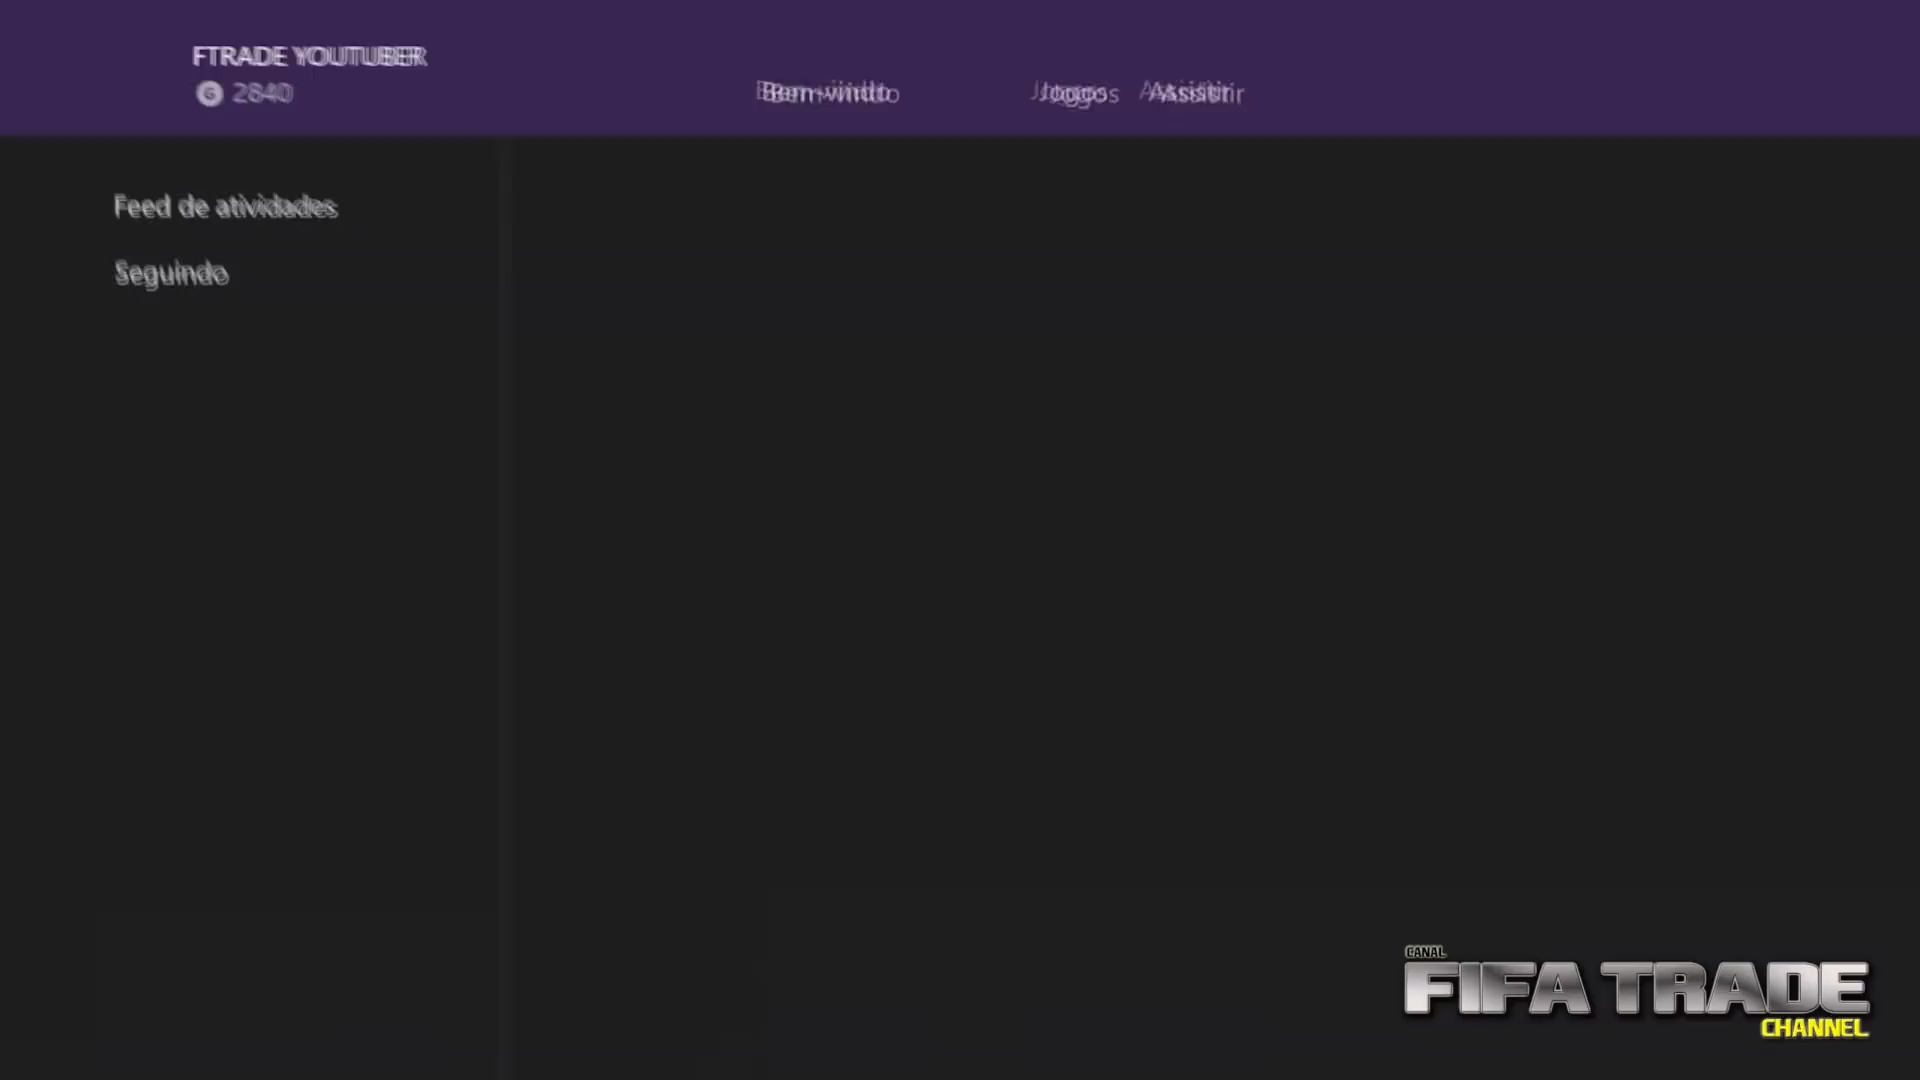 FTRADE YOUTUBER
G 2840
Bem-vindo Jogos Assistir
Feed de atividades
Seguindo
CANAL
FIFA TRADE
CHANNEL